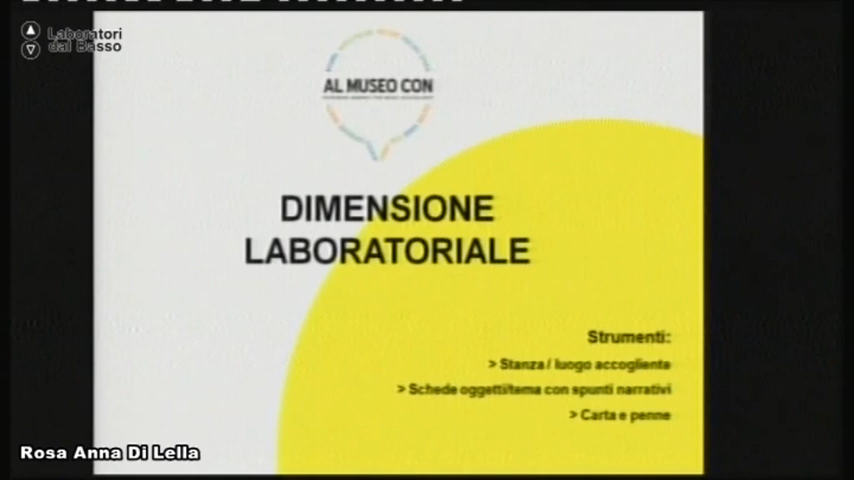 Laboratori
dal Basso
AL MUSEO CON
DIMENSIONE
LABORATORIALE
Strumenti:
> Stanza / luogo accogliente
> Schede oggetti/tema con spunti narrativi
> Carta e penne
Rosa Anna Di Lella